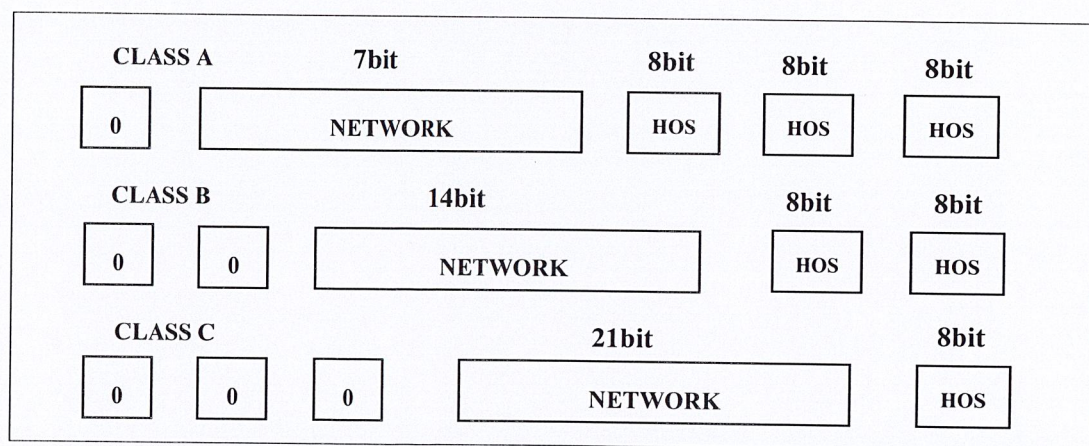 CLASS A 7bit 8bit 8bit 8bit
0 NETWORK HOS HOS HOS
CLASS B 14bit 8bit 8bit
0 0 NETWORK HOS HOS
CLASS C 21bit 8bit
0 0 0 NETWORK HOS